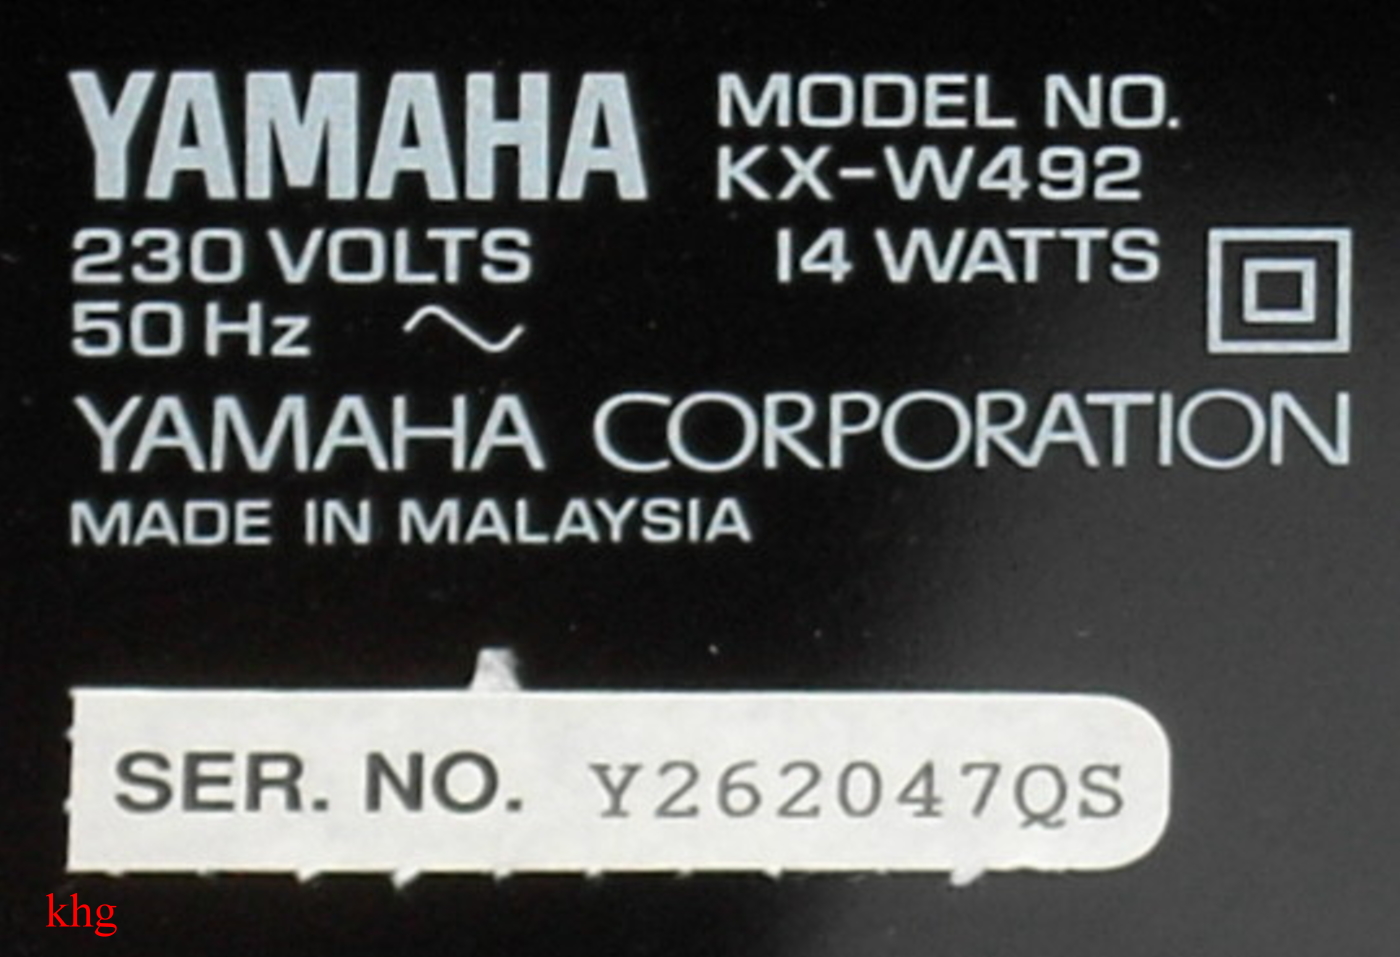 YAMAHA MODEL NO.
KX-W492
230 VOLTS 14 WATTS
50 Hz ~
YAMAHA CORPORATION
MADE IN MALAYSIA
SER. NO. Y262047QS
khg